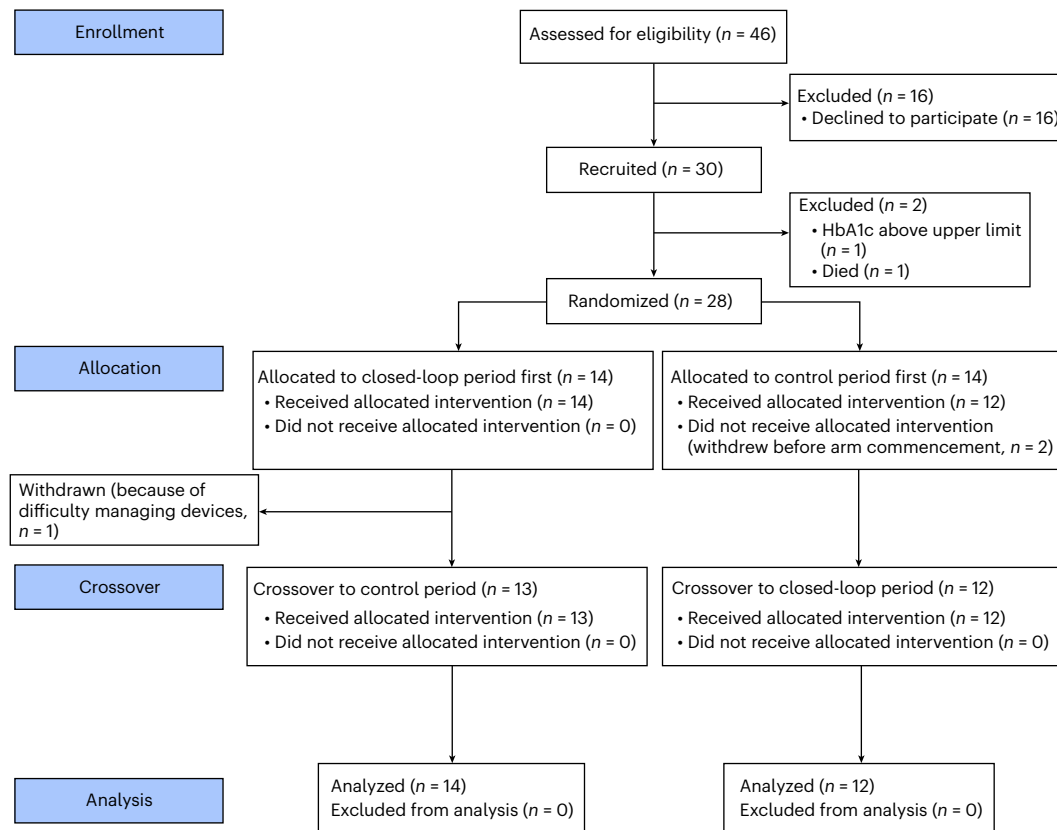 Enrollment
Assessed for eligibility (n = 46)
Excluded (n = 16)
• Declined to participate (n = 16)
Recruited (n = 30)
Excluded (n = 2)
• HbA1c above upper limit
(n = 1)
• Died (n = 1)
Randomized (n = 28)
Allocation
Allocated to closed-loop period first (n = 14)
• Received allocated intervention (n = 14)
• Did not receive allocated intervention (n = 0)
Allocated to control period first (n = 14)
• Received allocated intervention (n = 12)
• Did not receive allocated intervention
(withdrew before arm commencement, n = 2)
Withdrawn (because of
difficulty managing devices,
n = 1)
Crossover
Crossover to control period (n = 13)
• Received allocated intervention (n = 13)
• Did not receive allocated intervention (n = 0)
Crossover to closed-loop period (n = 12)
• Received allocated intervention (n = 12)
• Did not receive allocated intervention (n = 0)
Analysis
Analyzed (n = 14)
Excluded from analysis (n = 0)
Analyzed (n = 12)
Excluded from analysis (n = 0)